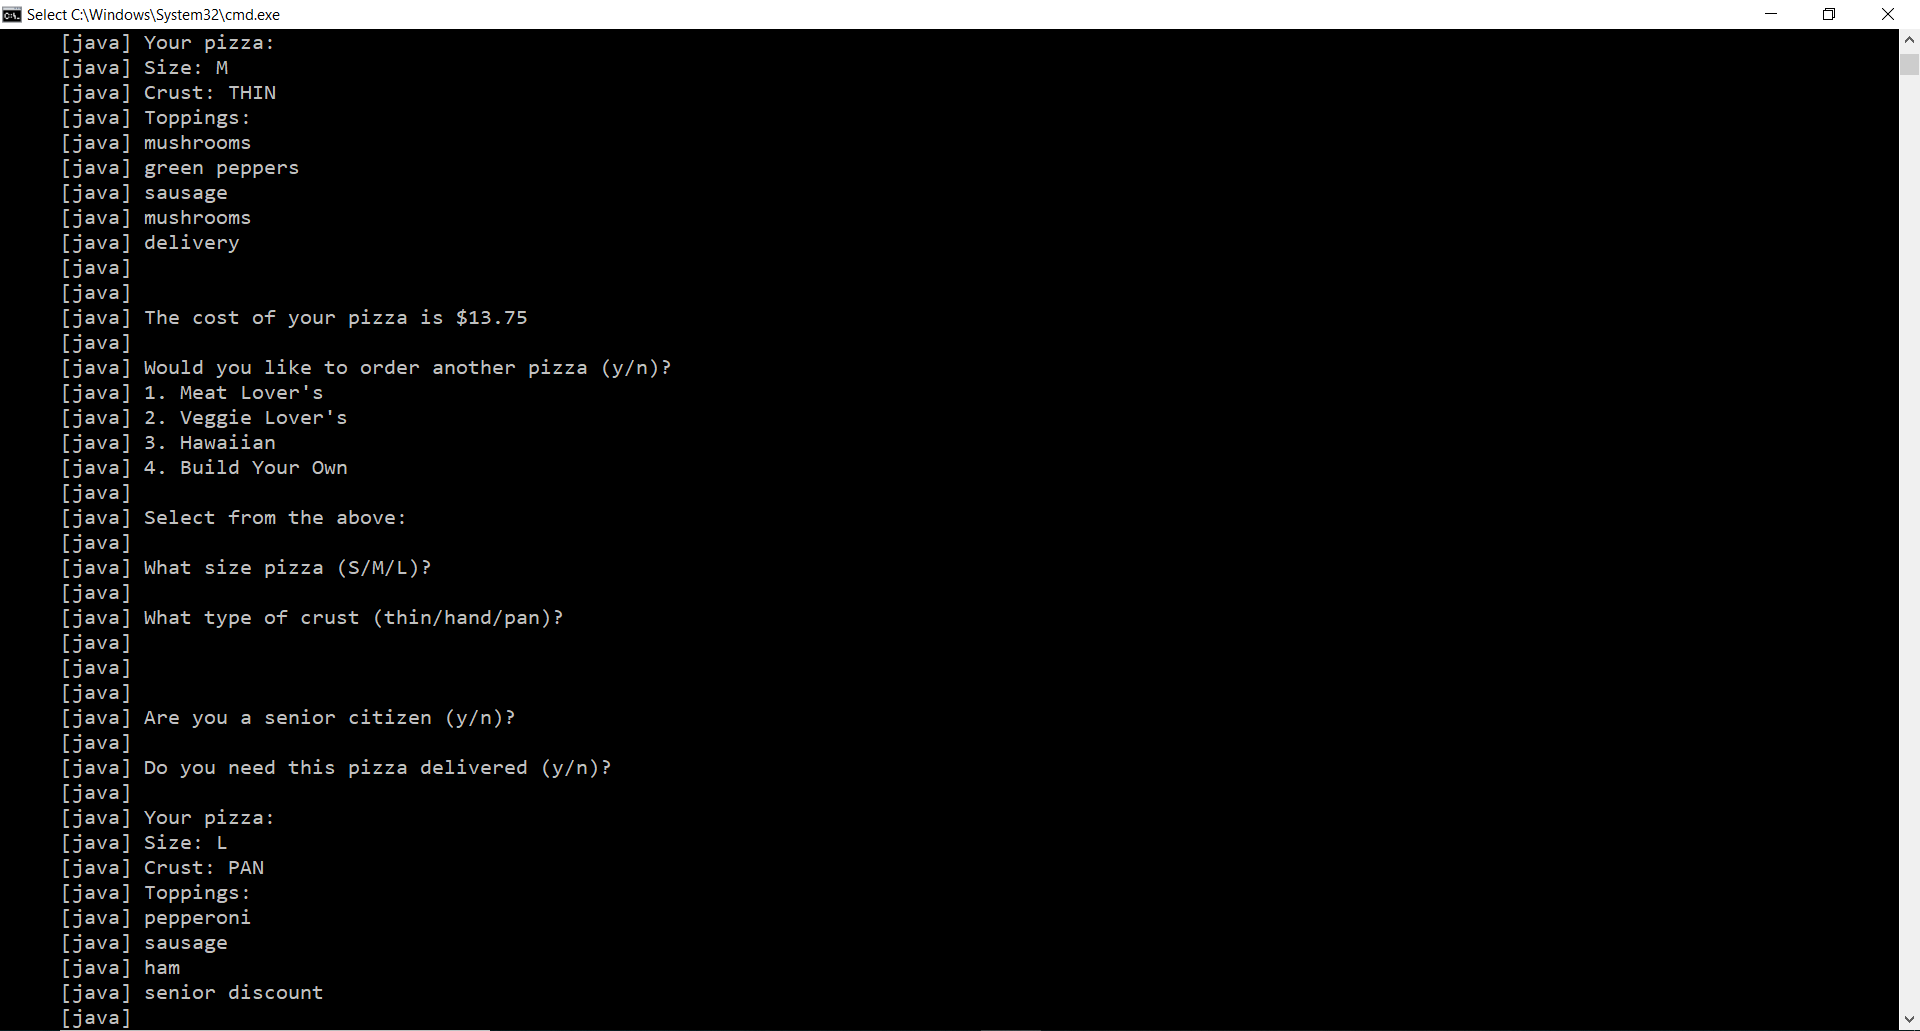 Select C:\Windows\System32\cmd.exe
[java] Your pizza:
[java] Size: M
[java] Crust: THIN
[java] Toppings:
[java] mushrooms
[java] green peppers
[java] sausage
[java] mushrooms
[java] delivery
[java]
[java]
[java] The cost of your pizza is $13.75
[java]
[java] Would you like to order another pizza (y/n)?
[java] 1. Meat Lover's
[java] 2. Veggie Lover's
[java] 3. Hawaiian
[java] 4. Build Your Own
[java]
[java] Select from the above:
[java]
[java] What size pizza (S/M/L)?
[java]
[java] What type of crust (thin/hand/pan)?
[java]
[java]
[java]
[java] Are you a senior citizen (y/n)?
[java]
[java] Do you need this pizza delivered (y/n)?
[java]
[java] Your pizza:
[java] Size: L
[java] Crust: PAN
[java] Toppings:
[java] pepperoni
[java] sausage
[java] ham
[java] senior discount
[java]